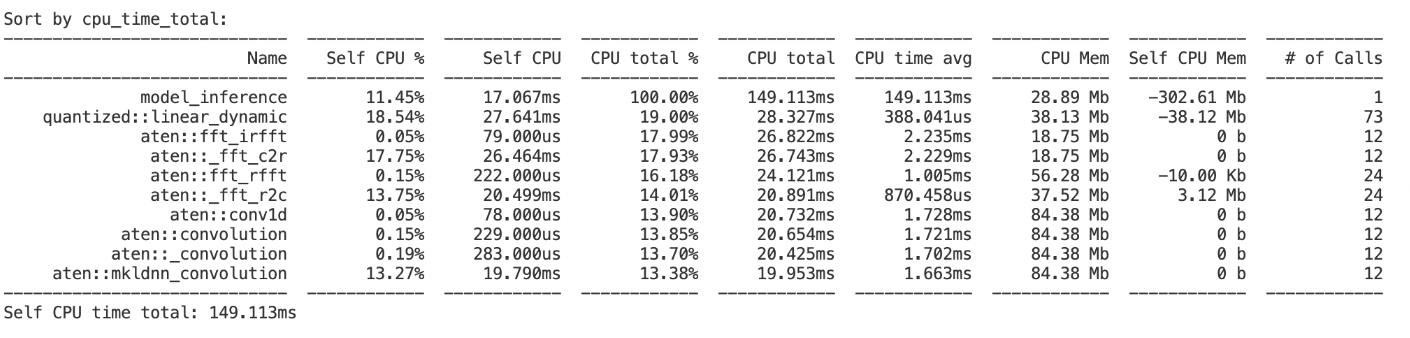 Sort by cpu_time_total:
Name Self CPU % Self CPU CPU total % CPU total CPU time avg CPU Mem Self CPU Mem # of Calls
model_inference 11.45% 17.067ms 100.00% 149.113ms 149.113ms 28.89 Mb -302.61 Mb 1
quantized::linear_dynamic 18.54% 27.641ms 19.00% 28.327ms 388.041us 38.13 Mb -38.12 Mb 73
aten::fft_irfft 0.05% 79.000us 17.99% 26.822ms 2.235ms 18.75 Mb 0 b 12
aten::_fft_c2r 17.75% 26.464ms 17.93% 26.743ms 2.229ms 18.75 Mb 0 b 12
aten::fft_rfft 0.15% 222.000us 16.18% 24.121ms 1.005ms 56.28 Mb -10.00 Kb 24
aten::_fft_r2c 13.75% 20.499ms 14.01% 20.891ms 870.458us 37.52 Mb 3.12 Mb 24
aten::conv1d 0.05% 78.000us 13.90% 20.732ms 1.728ms 84.38 Mb 0 b 12
aten::convolution 0.15% 229.000us 13.85% 20.654ms 1.721ms 84.38 Mb 0 b 12
aten::_convolution 0.19% 283.000us 13.70% 20.425ms 1.702ms 84.38 Mb 0 b 12
aten::mkldnn_convolution 13.27% 19.790ms 13.38% 19.953ms 1.663ms 84.38 Mb 0 b 12
Self CPU time total: 149.113ms